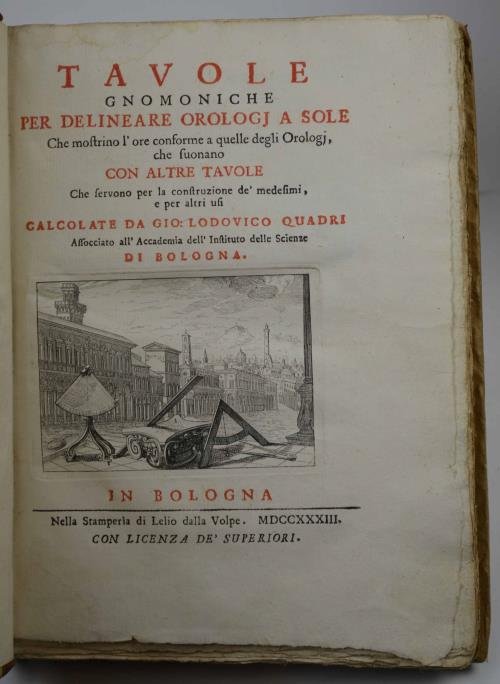 TAVOLE
GNOMONICHE
PER DELINEARE OROLOGJ A SOLE
Che moſtrino l' ore conforme a quelle degli Orologj,
che ſuonano
CON ALTRE TAVOLE
Che ſervono per la conſtruzione de' medeſimi,
e per altri uſi
CALCOLATE DA GIO: LODOVICO QUADRI
Aſſocciato all' Accademia dell' Inſtituto delle Scienze
DI BOLOGNA.
IN BOLOGNA
Nella Stamperìa di Lelio dalla Volpe. MDCCXXXIII.
CON LICENZA DE' SUPERIORI.